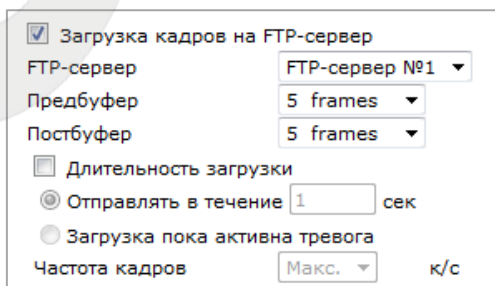 Загрузка кадров на FTP-сервер
FTP-сервер FTP-сервер №1
Предбуфер 5 frames
Постбуфер 5 frames
Длительность загрузки
Отправлять в течение 1 сек
Загрузка пока активна тревога
Частота кадров Макс. к/с